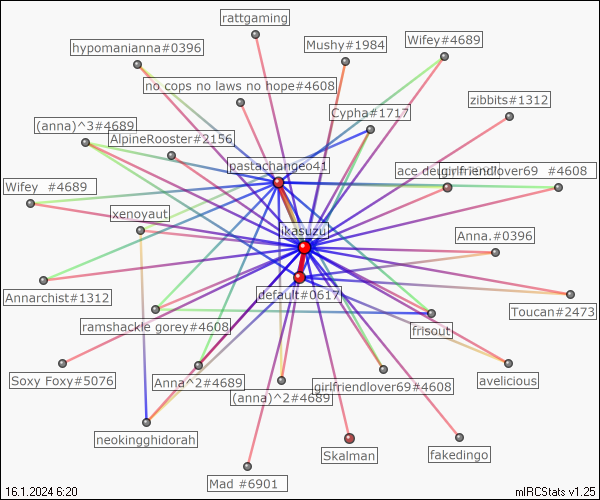 rattgaming
hypomanianna#0396
Mushy#1984
Wifey#4689
no cops no laws no hope#4608
zibbits#1312
Cypha#1717
(anna)^3#4689
AlpineRooster#2156
pastachangeo41
ace de
girlfriendlover69 #4608
Wifey #4689
xenoyaut
ikasuzu
Anna.#0396
Annarchist#1312
default#0617
Toucan#2473
ramshackle gorey#4608
frisout
Soxy Foxy#5076
Anna^2#4689
girlfriendlover69#4608
avelicious
(anna)^2#4689
neokingghidorah
Skalman
fakedingo
Mad #6901
16.1.2024 6:20
mIRCStats v1.25